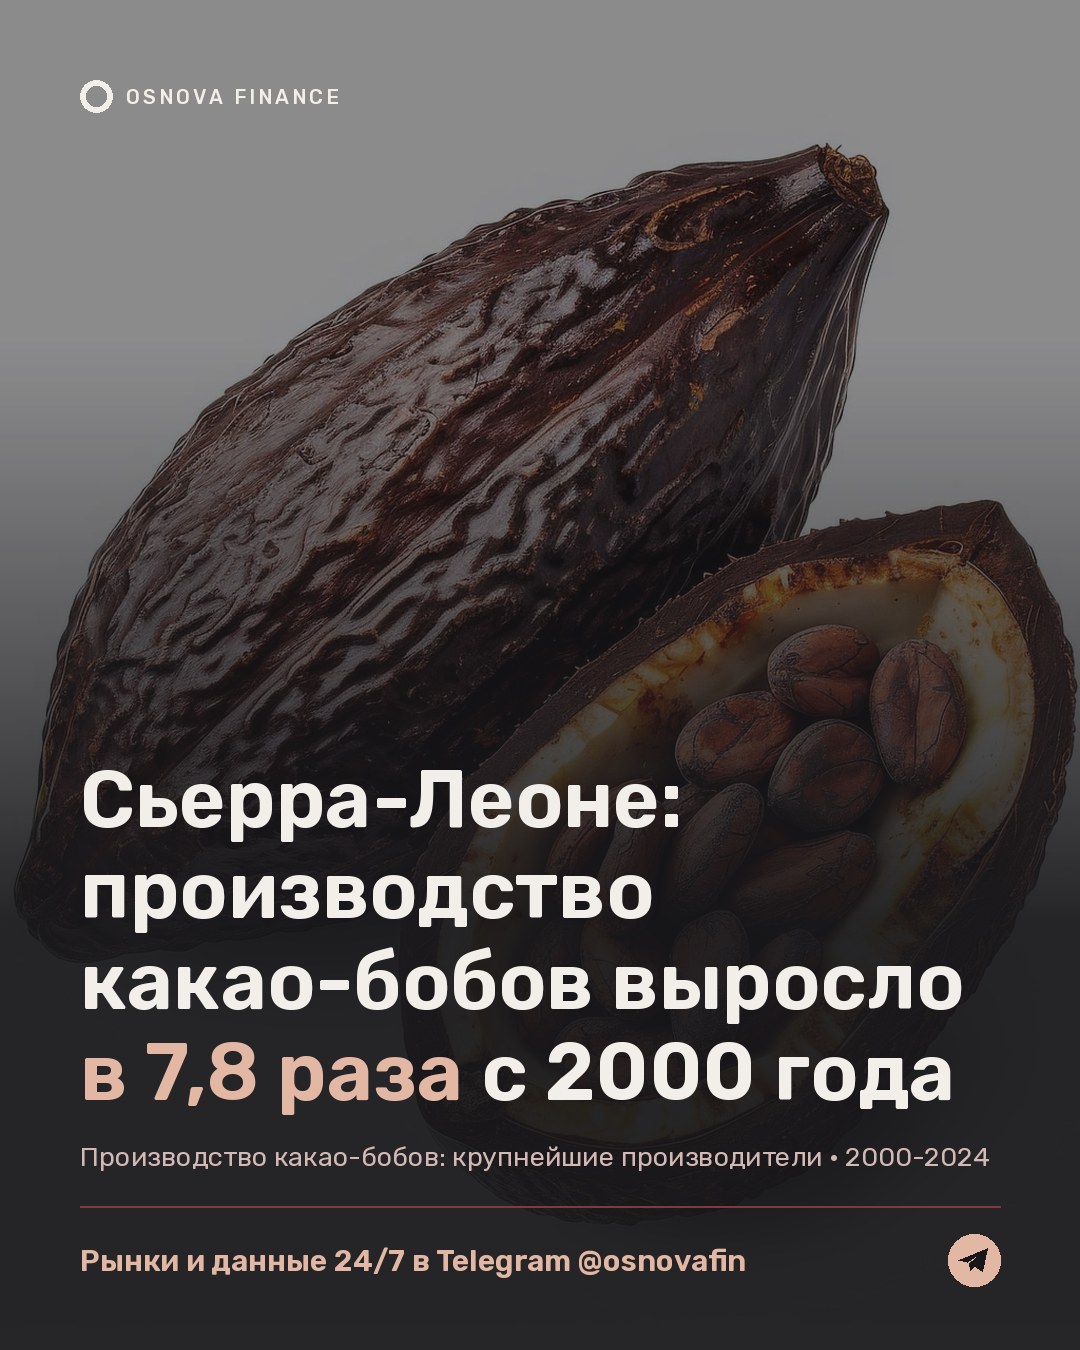 OSNOVA FINANCE
Сьерра-Леоне:
производство
какао-бобов выросло
в 7,8 раза с 2000 года
Производство какао-бобов: крупнейшие производители • 2000-2024
Рынки и данные 24/7 в Telegram @osnovafin